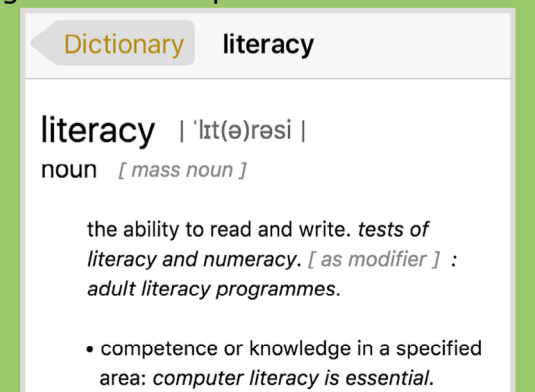 Dictionary literacy
literacy | ˈlɪt(ə)rəsi |
noun [ mass noun ]
the ability to read and write. tests of
literacy and numeracy. [ as modifier ] :
adult literacy programmes.
• competence or knowledge in a specified
area: computer literacy is essential.